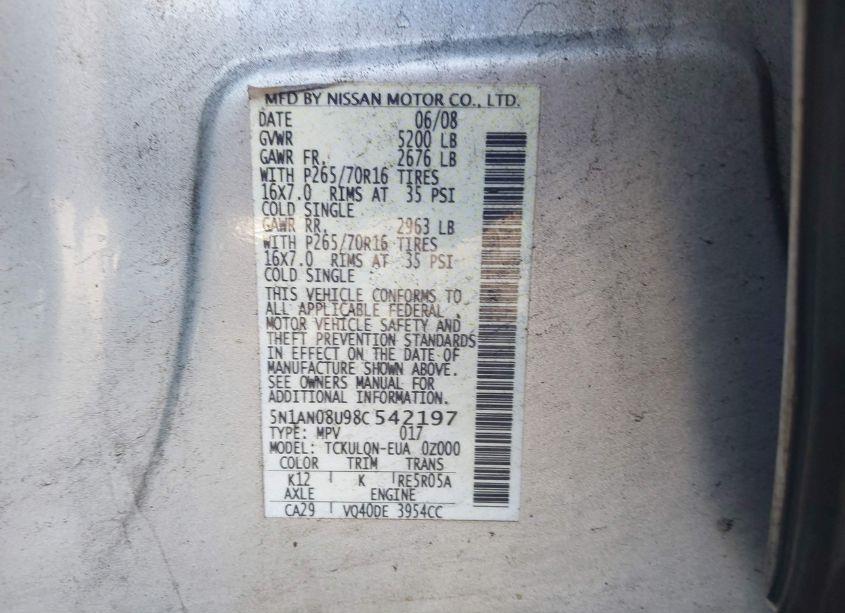 MFD BY NISSAN MOTOR CO., LTD.
DATE 06/08
GVWR 5200 LB
GAWR FR. 2676 LB
WITH P265/70R16 TIRES
16X7.0 RIMS AT 35 PSI
COLD SINGLE
GAWR RR. 2963 LB
WITH P265/70R16 TIRES
16X7.0 RIMS AT 35 PSI
COLD SINGLE
THIS VEHICLE CONFORMS TO
ALL APPLICABLE FEDERAL
MOTOR VEHICLE SAFETY AND
THEFT PREVENTION STANDARDS
IN EFFECT ON THE DATE OF
MANUFACTURE SHOWN ABOVE.
SEE OWNERS MANUAL FOR
ADDITIONAL INFORMATION.
5N1AN08U98C542197
TYPE: MPV 017
MODEL: TCKULQN-EUA 0Z000
COLOR TRIM TRANS
K12 K RE5R05A
AXLE ENGINE
CA29 VQ40DE 3954CC